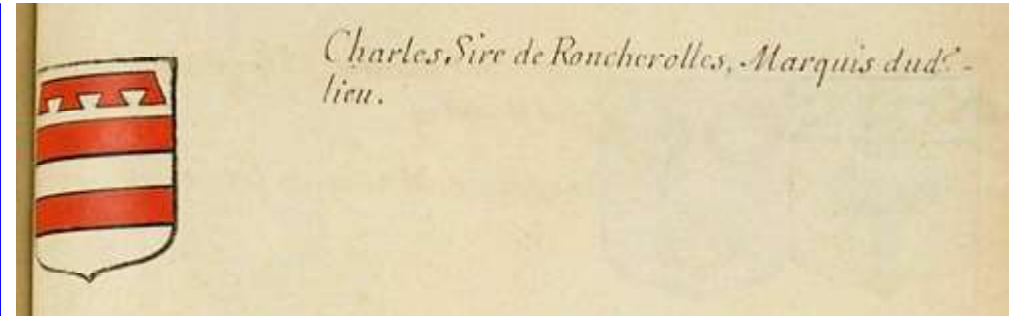 Charles, Sire de Roncherolles, Marquis dud.t -
lieu.